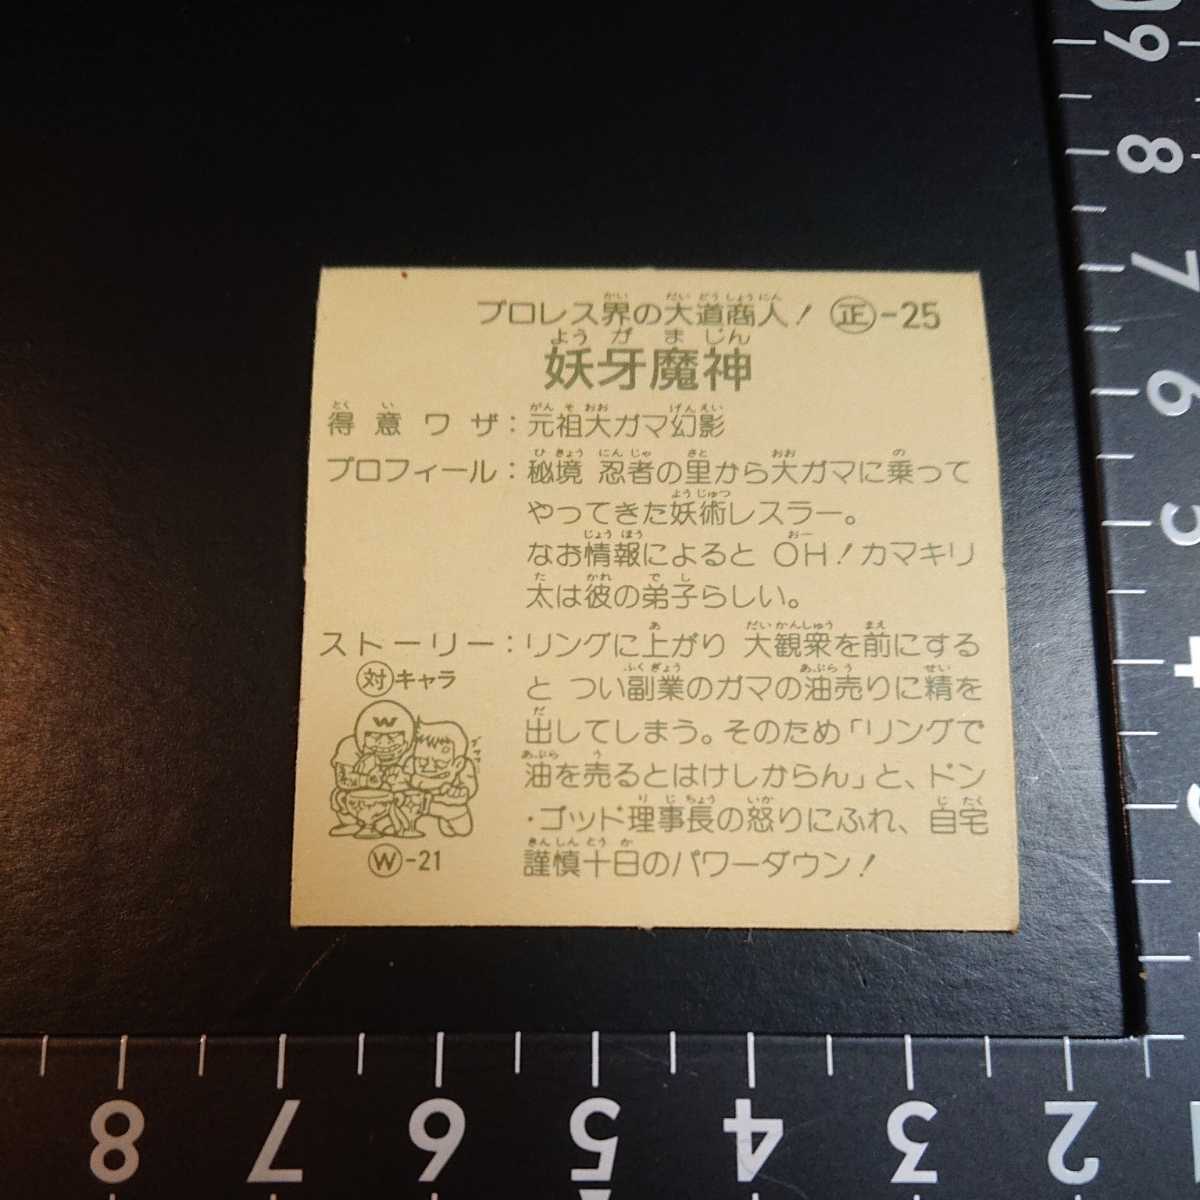 プロレス界の大道商人! ㊣-25
妖牙魔神
得意ワザ:元祖大ガマ幻影
プロフィール:秘境 忍者の里から大ガマに乗って
やってきた妖術レスラー。
なお情報によると OH!カマキリ
太は彼の弟子らしい。
ストーリー:リングに上がり 大観衆を前にする
と つい副業のガマの油売りに精を
出してしまう。そのため「リングで
油を売るとはけしからん」と、ドン
・ゴッド理事長の怒りにふれ、自宅
謹慎十日のパワーダウン!
対キャラ
W
Ⓦ-21
9
8
7
6
5
4
3
8 7 6 5 4 3 2 1